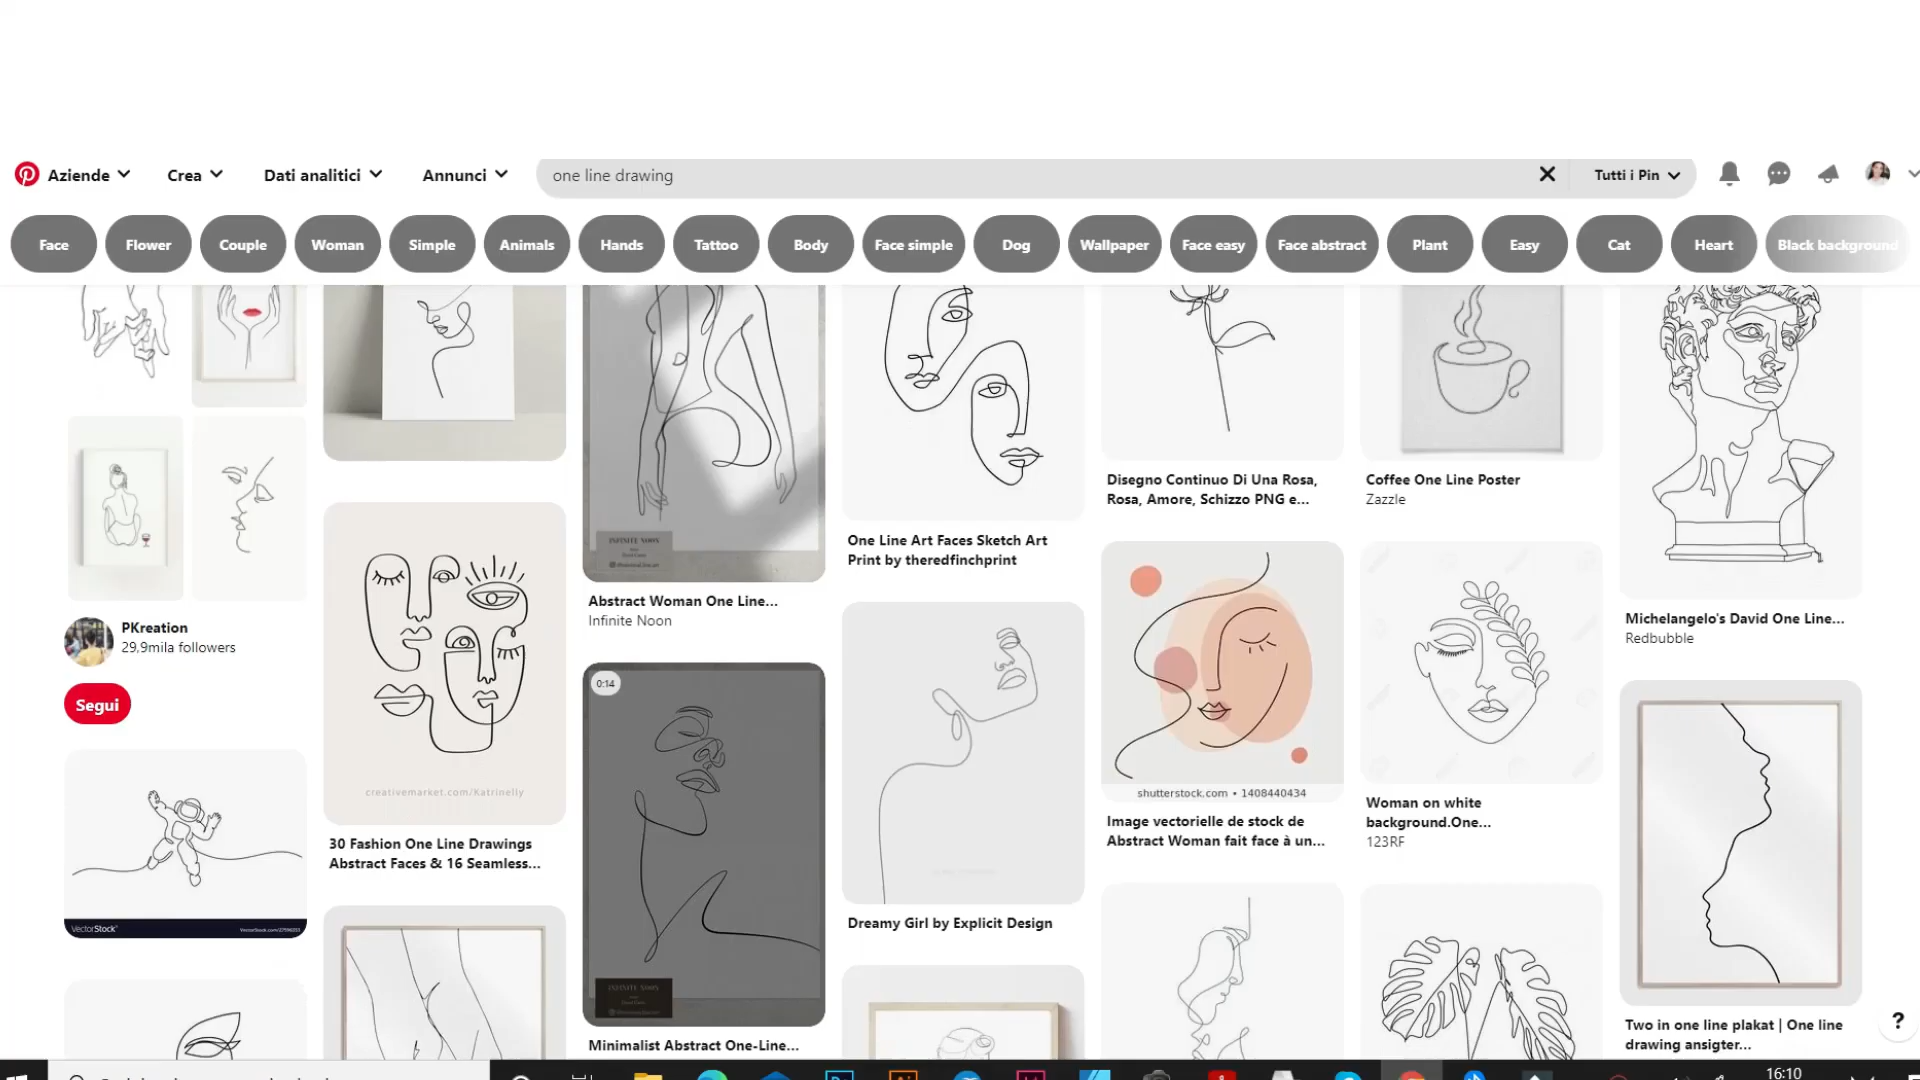 Aziende
Crea
Dati analitici
Annunci
one line drawing
Tutti i Pin
Face
Flower
Couple
Woman
Simple
Animals
Hands
Tattoo
Body
Face simple
Dog
Wallpaper
Face easy
Face abstract
Plant
Easy
Cat
Heart
Black background
PKreation
29,9mila followers
Segui
VectorStock
creativemarket.com/Katrinelly
30 Fashion One Line Drawings
Abstract Faces & 16 Seamless...
INFINITE NOON
Abstract Woman One Line...
Infinite Noon
0:14
INFINITE NOON
Minimalist Abstract One-Line...
One Line Art Faces Sketch Art
Print by theredfinchprint
Dreamy Girl by Explicit Design
Disegno Continuo Di Una Rosa,
Rosa, Amore, Schizzo PNG e...
shutterstock.com • 1408440434
Image vectorielle de stock de
Abstract Woman fait face à un...
Coffee One Line Poster
Zazzle
Woman on white
background.One...
123RF
Michelangelo's David One Line...
Redbubble
Two in one line plakat | One line
drawing ansigter...
?
16:10